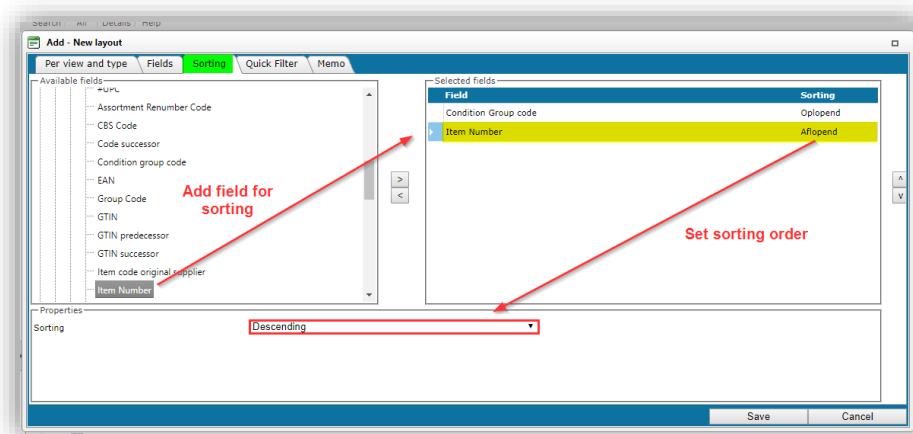 Search All Details Help
Add - New layout
Per view and type Fields Sorting Quick Filter Memo
Available fields
#UPC
Assortment Renumber Code
CBS Code
Code successor
Condition group code
EAN
Group Code
GTIN
GTIN predecessor
GTIN successor
Item code original supplier
Item Number
Add field for
sorting
>
<
Selected fields
Field Sorting
Condition Group code Oplopend
Item Number Aflopend
Set sorting order
^
v
Properties
Sorting Descending
Save Cancel